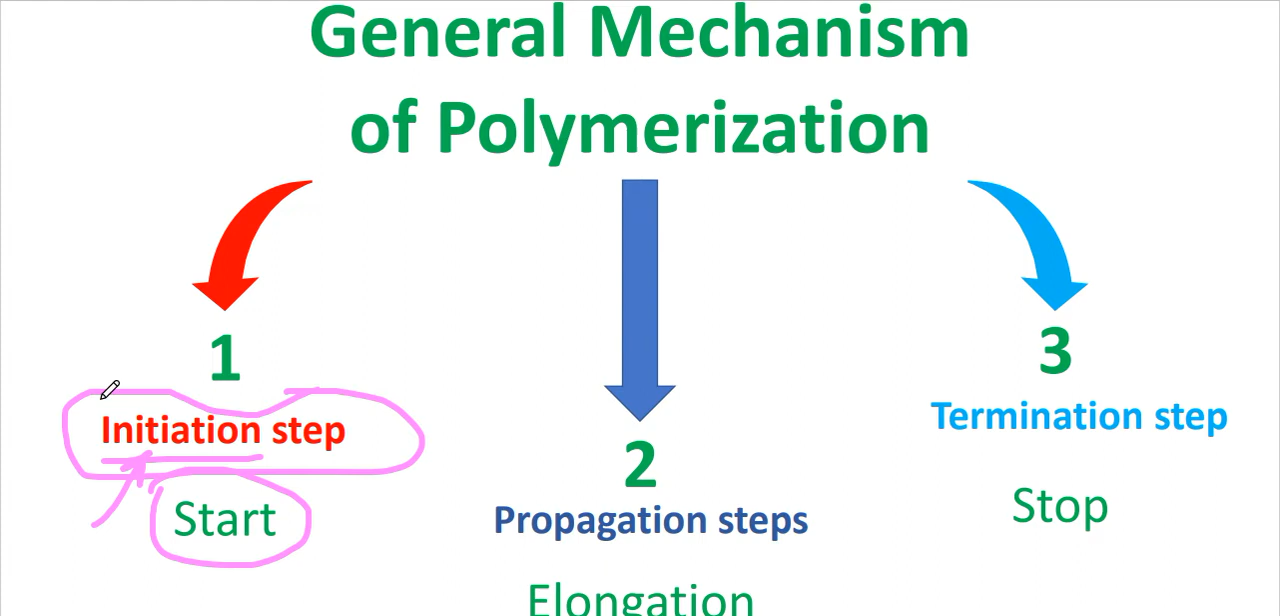 General Mechanism
of Polymerization
1
Initiation step
Start
2
Propagation steps
Elongation
3
Termination step
Stop